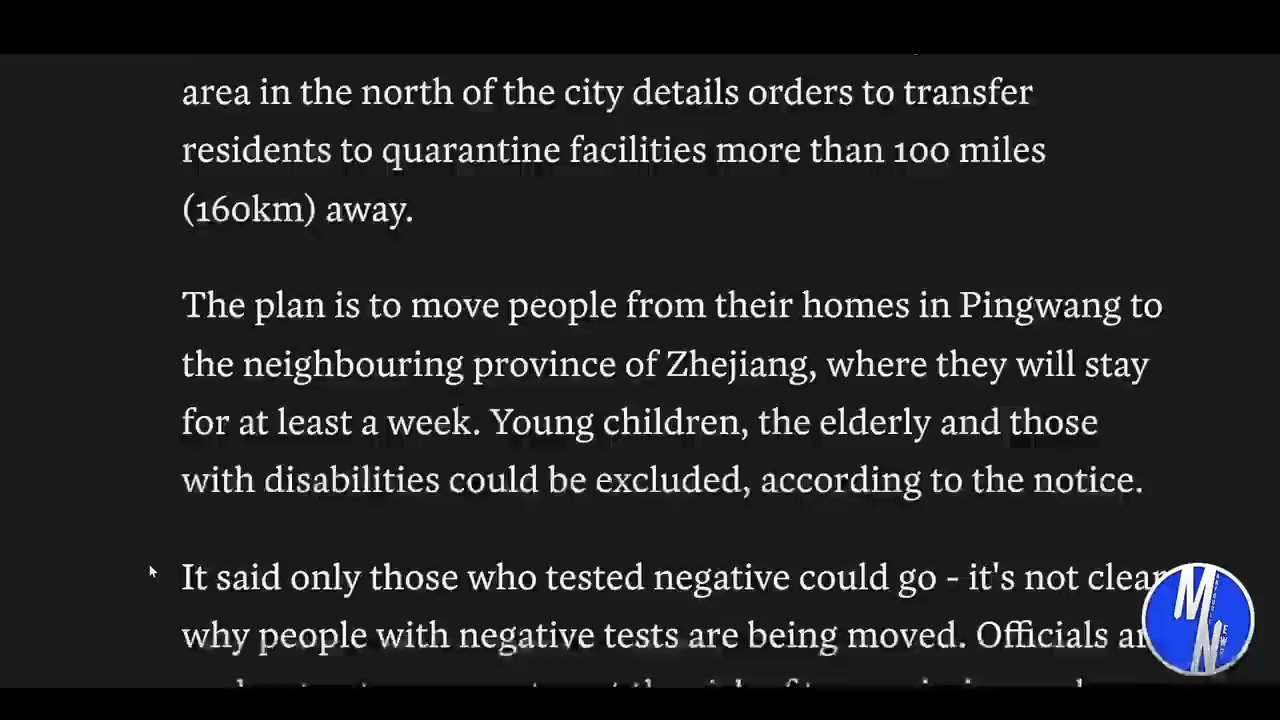 area in the north of the city details orders to transfer
residents to quarantine facilities more than 100 miles
(160km) away.
The plan is to move people from their homes in Pingwang to
the neighbouring province of Zhejiang, where they will stay
for at least a week. Young children, the elderly and those
with disabilities could be excluded, according to the notice.
It said only those who tested negative could go - it's not clear
why people with negative tests are being moved. Officials
MN